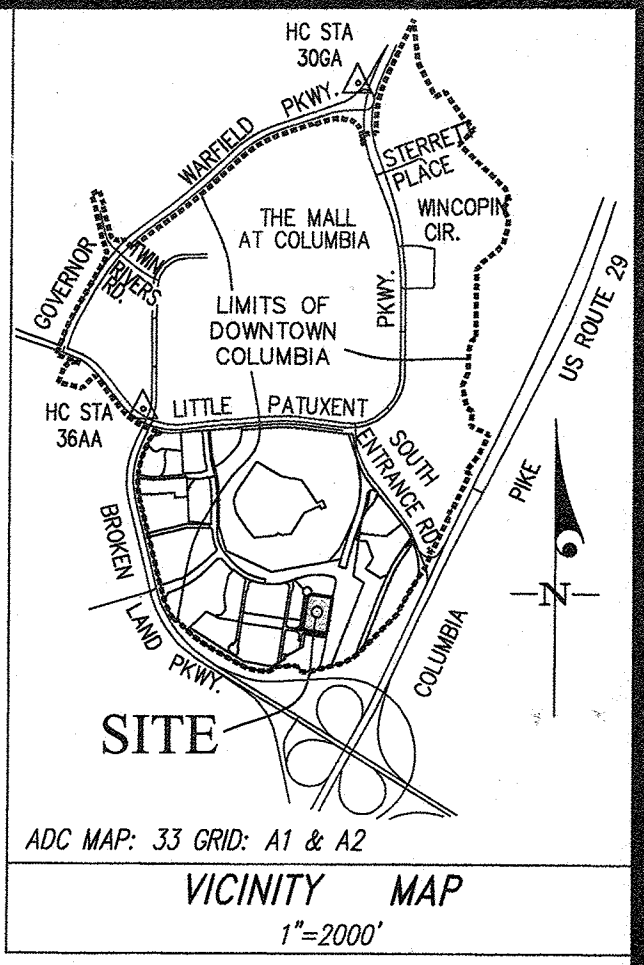 HC STA
30GA
WARFIELD PKWY.
STERRETT
PLACE
WINCOPIN
CIR.
THE MALL
AT COLUMBIA
GOVERNOR
TWIN
RIVERS
RD.
PKWY.
LIMITS OF
DOWNTOWN
COLUMBIA
US ROUTE 29
HC STA
36AA
LITTLE PATUXENT
SOUTH
ENTRANCE RD.
PIKE
BROKEN LAND PKWY.
N
COLUMBIA
SITE
ADC MAP: 33 GRID: A1 & A2
VICINITY MAP
1"=2000'